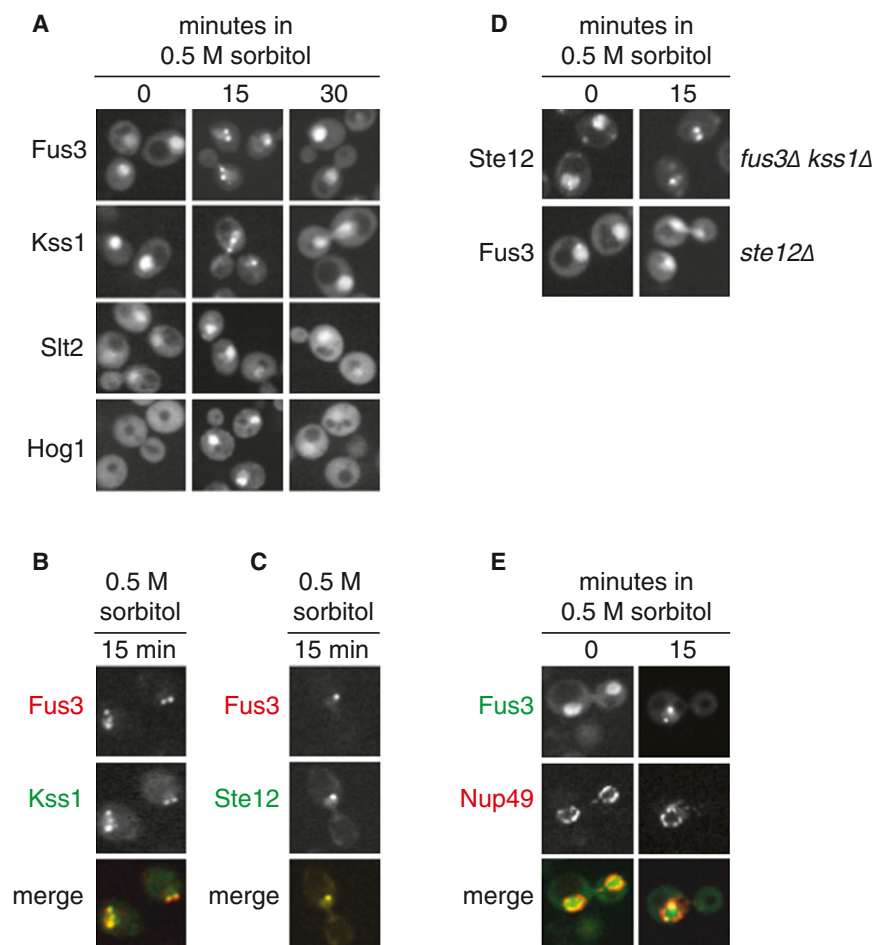 A
minutes in
0.5 M sorbitol
0 15 30
Fus3
Kss1
Slt2
Hog1
D
minutes in
0.5 M sorbitol
0 15
Ste12 fus3Δ kss1Δ
Fus3 ste12Δ
B
0.5 M
sorbitol
15 min
Fus3
Kss1
merge
C
0.5 M
sorbitol
15 min
Fus3
Ste12
merge
E
minutes in
0.5 M sorbitol
0 15
Fus3
Nup49
merge